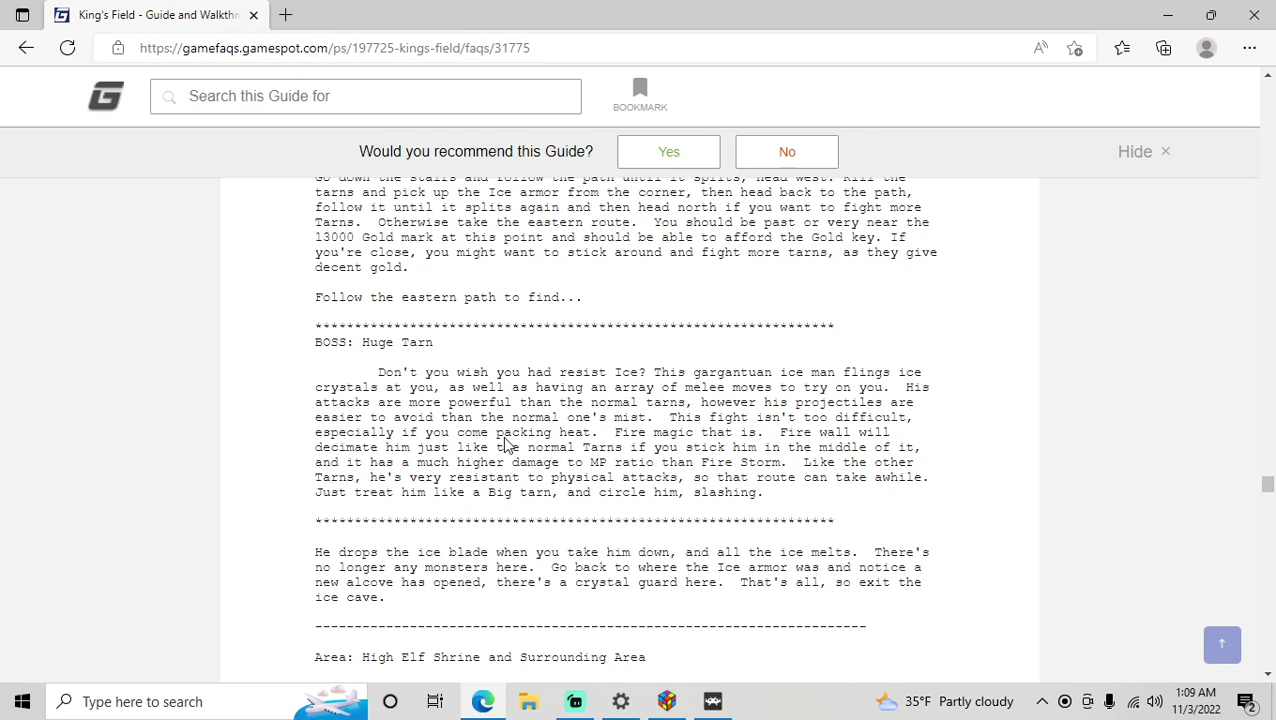 King's Field - Guide and Walkthr
https://gamefaqs.gamespot.com/ps/197725-kings-field/faqs/31775
Search this Guide for
BOOKMARK
Would you recommend this Guide?
Yes
No
Hide ×
Go down the stairs and follow the path until it splits, head west. Kill the
tarns and pick up the Ice armor from the corner, then head back to the path,
follow it until it splits again and then head north if you want to fight more
Tarns.  Otherwise take the eastern route.  You should be past or very near the
13000 Gold mark at this point and should be able to afford the Gold key. If
you're close, you might want to stick around and fight more tarns, as they give
decent gold.
Follow the eastern path to find...
******************************************************************
BOSS: Huge Tarn
Don't you wish you had resist Ice? This gargantuan ice man flings ice
crystals at you, as well as having an array of melee moves to try on you.  His
attacks are more powerful than the normal tarns, however his projectiles are
easier to avoid than the normal one's mist.  This fight isn't too difficult,
especially if you come packing heat.  Fire magic that is.  Fire wall will
decimate him just like the normal Tarns if you stick him in the middle of it,
and it has a much higher damage to MP ratio than Fire Storm.  Like the other
Tarns, he's very resistant to physical attacks, so that route can take awhile.
Just treat him like a Big tarn, and circle him, slashing.
******************************************************************
He drops the ice blade when you take him down, and all the ice melts.  There's
no longer any monsters here.  Go back to where the Ice armor was and notice a
new alcove has opened, there's a crystal guard here.  That's all, so exit the
ice cave.
----------------------------------------------------------------------
Area: High Elf Shrine and Surrounding Area
Type here to search
35°F Partly cloudy
1:09 AM
11/3/2022
2